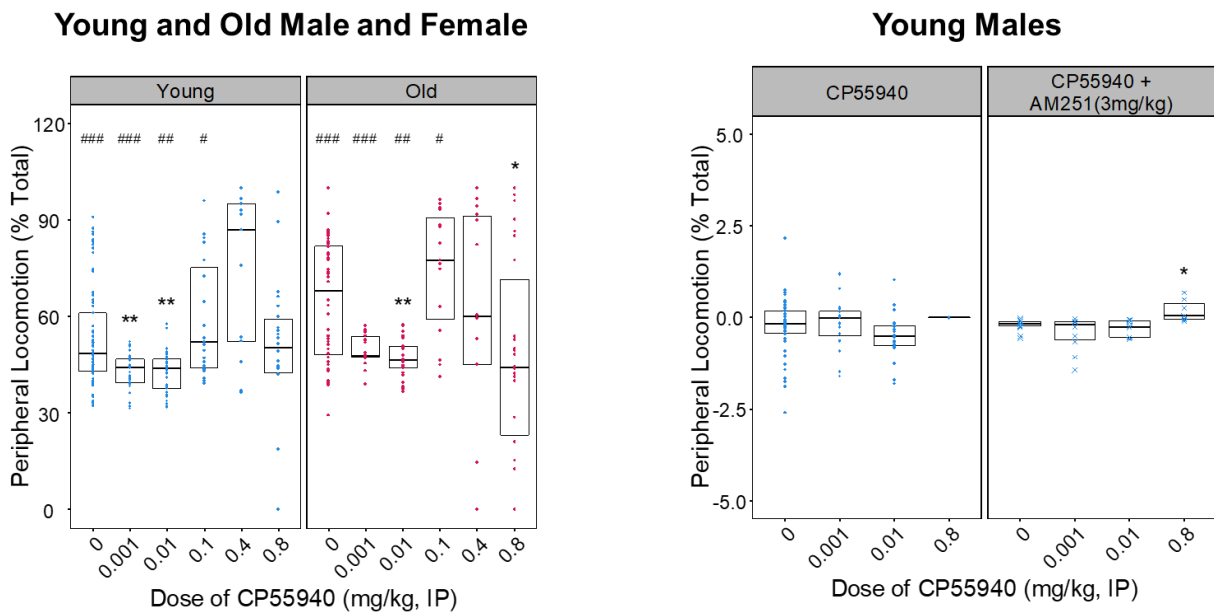 Young and Old Male and Female
Young
Old
Peripheral Locomotion (% Total)
120
90
60
30
0
### ### ## #
### ### ## #
*
** **
**
0 0.001 0.01 0.1 0.4 0.8
0 0.001 0.01 0.1 0.4 0.8
Dose of CP55940 (mg/kg, IP)
Young Males
CP55940
CP55940 +
AM251(3mg/kg)
Peripheral Locomotion (% Total)
5.0
2.5
0.0
-2.5
-5.0
*
0 0.001 0.01 0.8
0 0.001 0.01 0.8
Dose of CP55940 (mg/kg, IP)